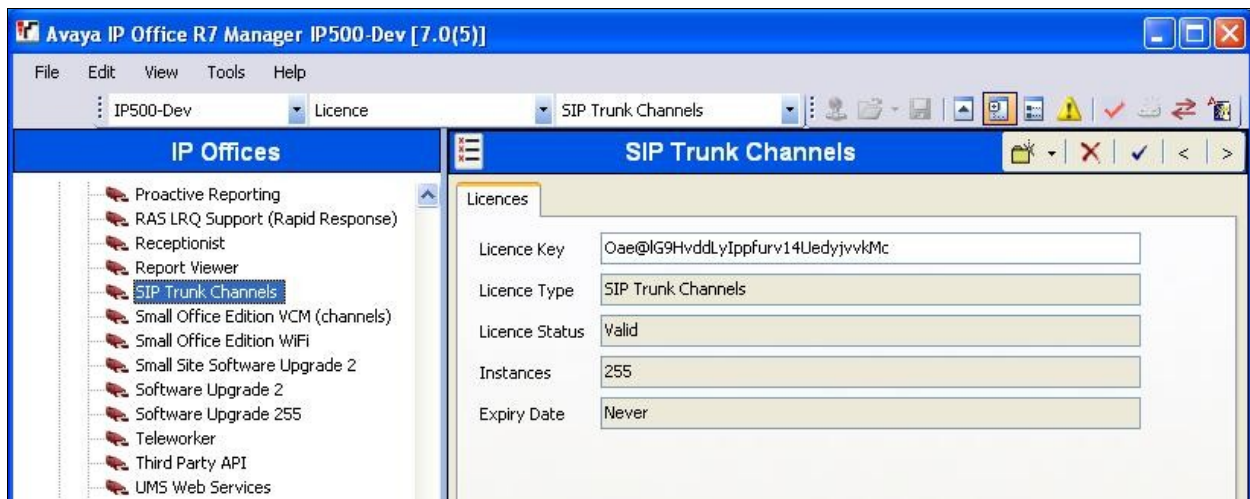 Avaya IP Office R7 Manager IP500-Dev [7.0(5)]
File Edit View Tools Help
IP500-Dev Licence SIP Trunk Channels
IP Offices
Proactive Reporting
RAS LRQ Support (Rapid Response)
Receptionist
Report Viewer
SIP Trunk Channels
Small Office Edition VCM (channels)
Small Office Edition WiFi
Small Site Software Upgrade 2
Software Upgrade 2
Software Upgrade 255
Teleworker
Third Party API
UMS Web Services
SIP Trunk Channels
Licences
Licence Key Oae@lG9HvddLyIppfurv14UedyjvvkMc
Licence Type SIP Trunk Channels
Licence Status Valid
Instances 255
Expiry Date Never